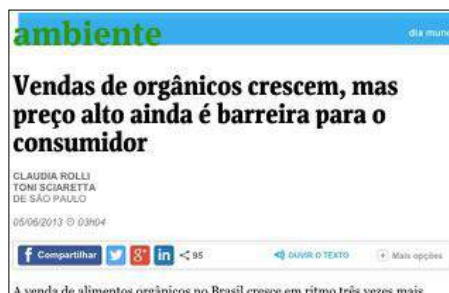 ambiente
dia mun
Vendas de orgânicos crescem, mas
preço alto ainda é barreira para o
consumidor
CLAUDIA ROLLI
TONI SCIARETTA
DE SÃO PAULO
05/06/2013 03h04
f Compartilhar g+ in 95 OUVIR O TEXTO + Mais opções
A venda de alimentos orgânicos no Brasil cresce em ritmo três vezes mais